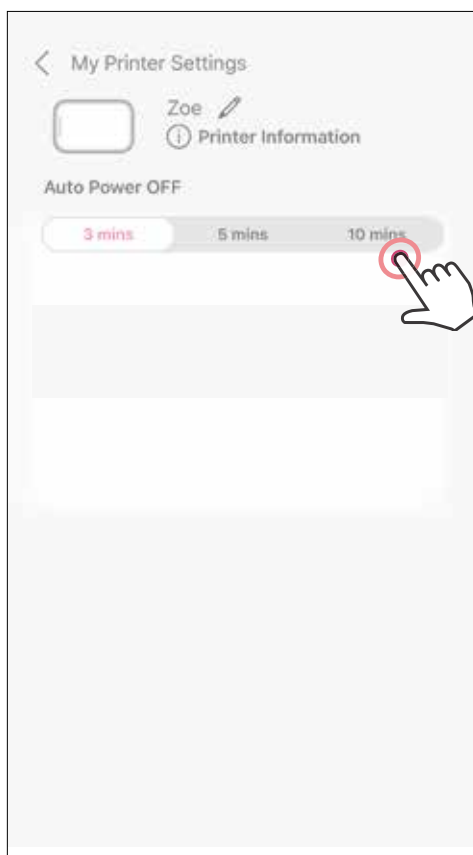 My Printer Settings
Zoe
Printer Information
Auto Power OFF
3 mins 5 mins 10 mins